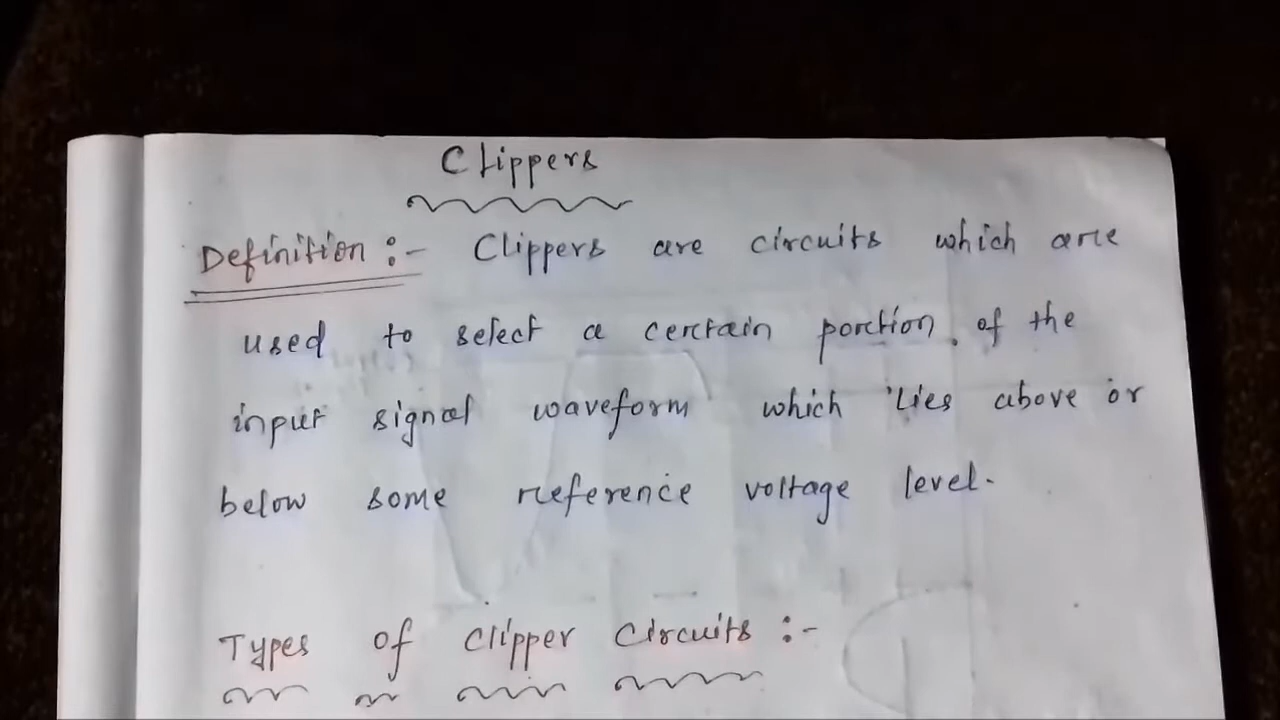 Clippers
Definition :- Clippers are circuits which are
used to select a certain portion of the
input signal waveform which lies above or
below some reference voltage level.
Types of clipper circuits :-